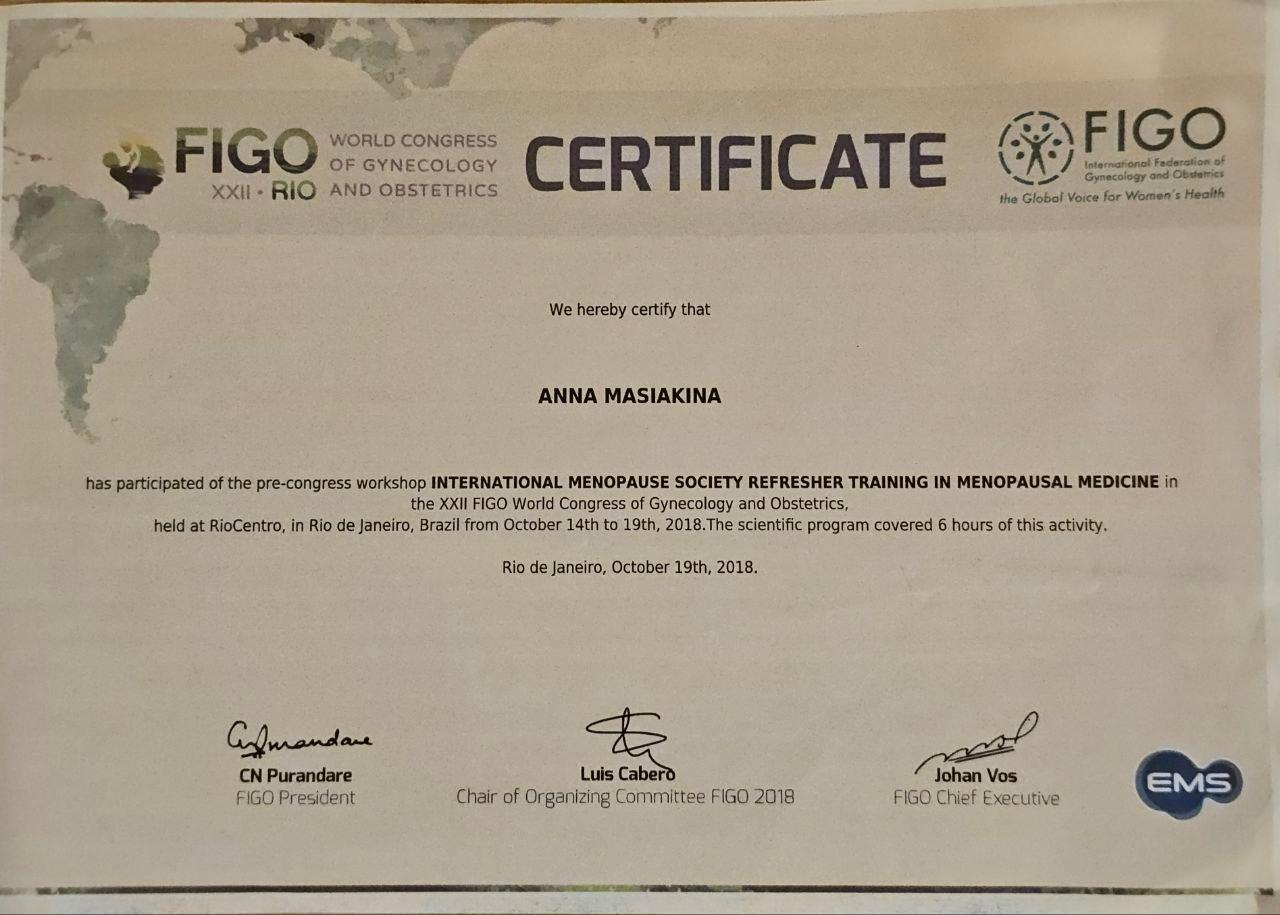 FIGO WORLD CONGRESS
OF GYNECOLOGY
XXII • RIO AND OBSTETRICS
CERTIFICATE
FIGO
International Federation of
Gynecology and Obstetrics
the Global Voice for Women's Health
We hereby certify that
ANNA MASIAKINA
has participated of the pre-congress workshop INTERNATIONAL MENOPAUSE SOCIETY REFRESHER TRAINING IN MENOPAUSAL MEDICINE in
the XXII FIGO World Congress of Gynecology and Obstetrics,
held at RioCentro, in Rio de Janeiro, Brazil from October 14th to 19th, 2018.The scientific program covered 6 hours of this activity.
Rio de Janeiro, October 19th, 2018.
CN Purandare
FIGO President
Luis Cabero
Chair of Organizing Committee FIGO 2018
Johan Vos
FIGO Chief Executive
EMS